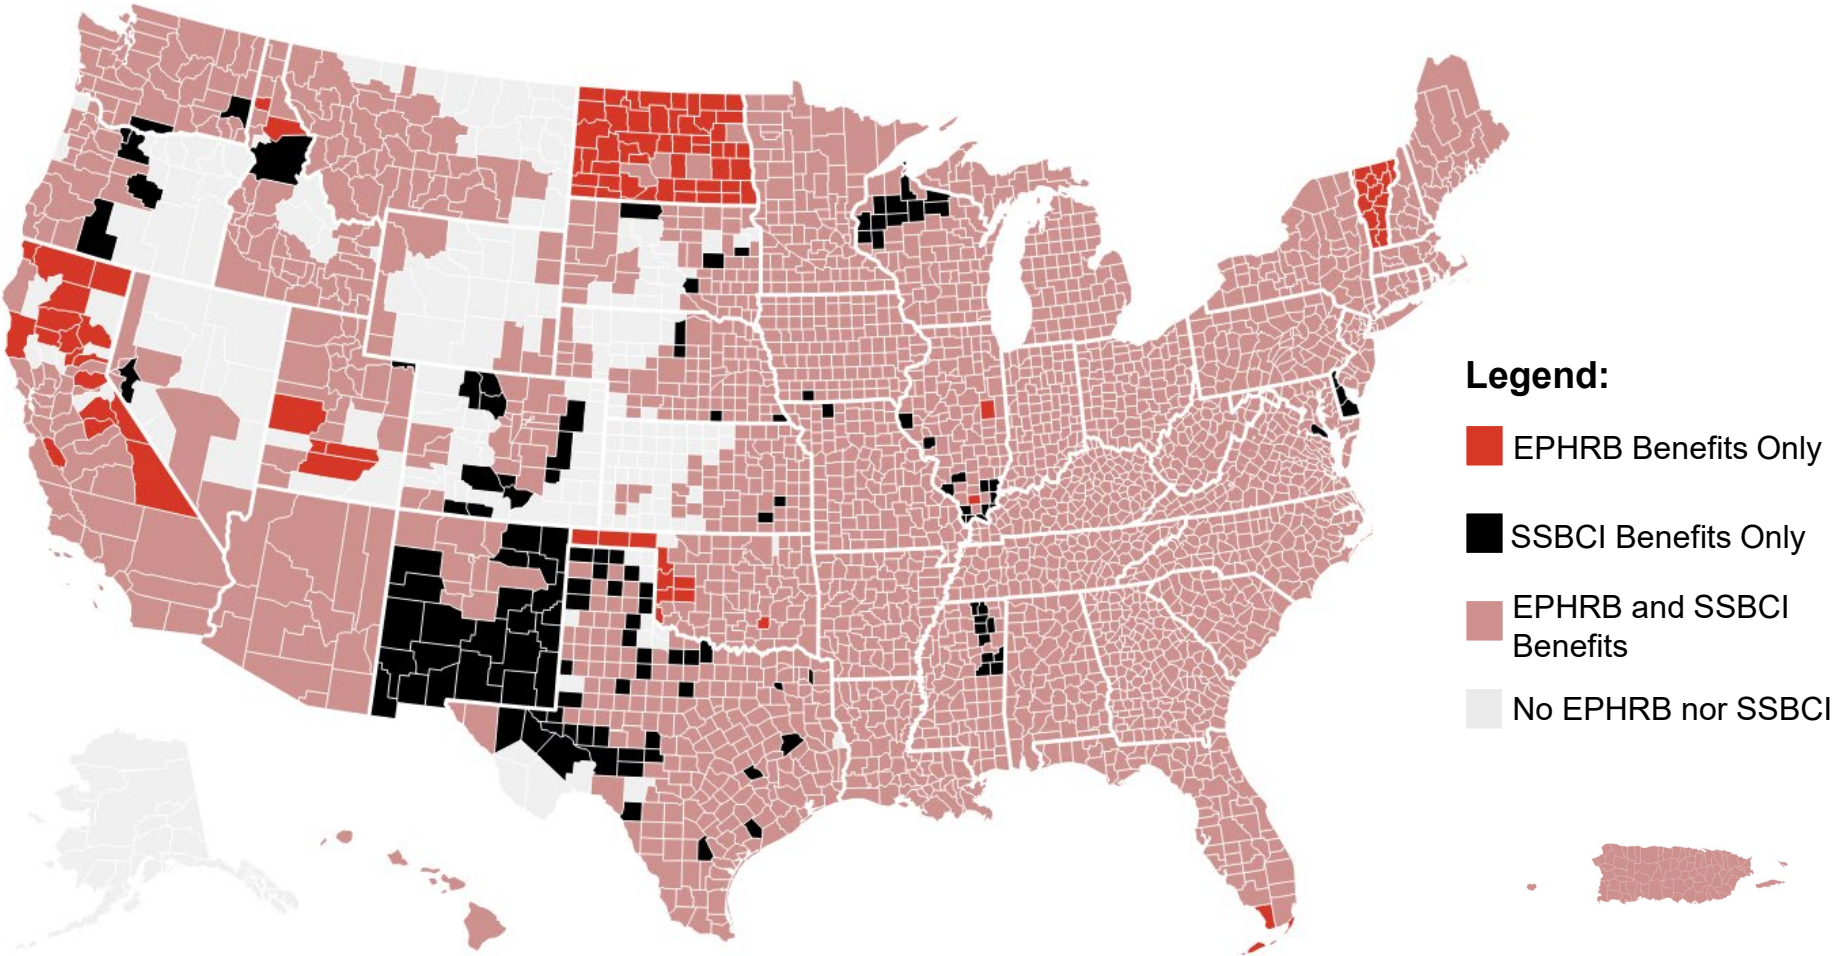 Legend:
EPHRB Benefits Only
SSBCI Benefits Only
EPHRB and SSBCI
Benefits
No EPHRB nor SSBCI